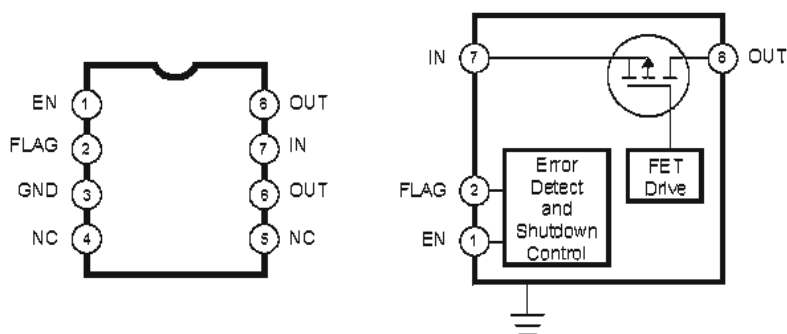 EN 1 8 OUT
FLAG 2 7 IN
GND 3 6 OUT
NC 4 5 NC
IN 7 8 OUT
FLAG 2
EN 1
Error
Detect
and
Shutdown
Control
FET
Drive